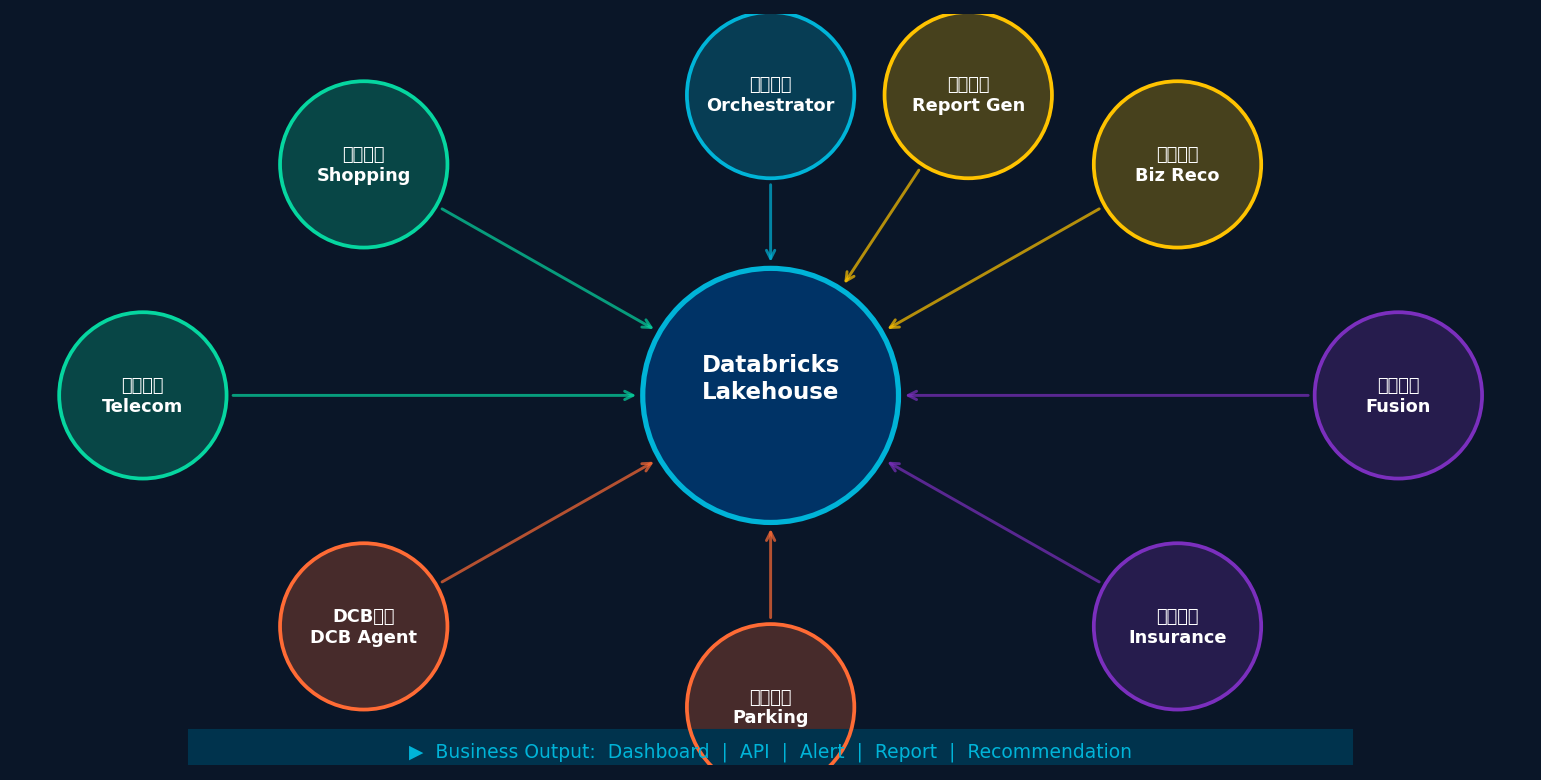 Orchestrator
Report Gen
Shopping
Biz Reco
Databricks
Lakehouse
Telecom
Fusion
DCB
DCB Agent
Insurance
Parking
▶ Business Output: Dashboard | API | Alert | Report | Recommendation